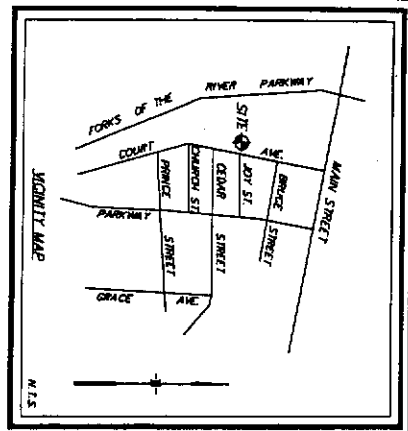 FORKS OF THE RIVER PARKWAY
SITE
COURT AVE.
MAIN STREET
PRINCE STREET
CHURCH ST.
CEDAR STREET
JOY ST.
BRUCE STREET
PARKWAY
GRACE AVE.
VICINITY MAP
N.T.S.